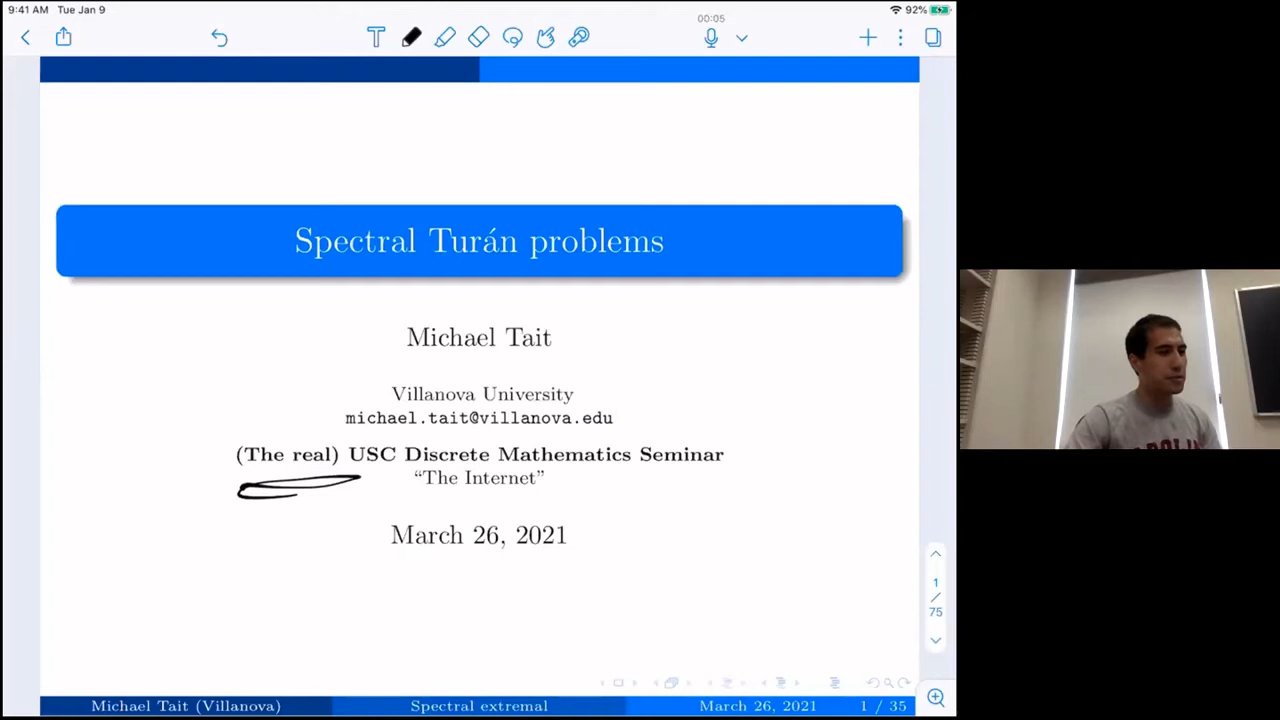 9:41 AM Tue Jan 9
92%
00:05
Spectral Turán problems
Michael Tait
Villanova University
michael.tait@villanova.edu
(The real) USC Discrete Mathematics Seminar
“The Internet”
March 26, 2021
1
/
75
Michael Tait (Villanova)
Spectral extremal
March 26, 2021
1 / 35